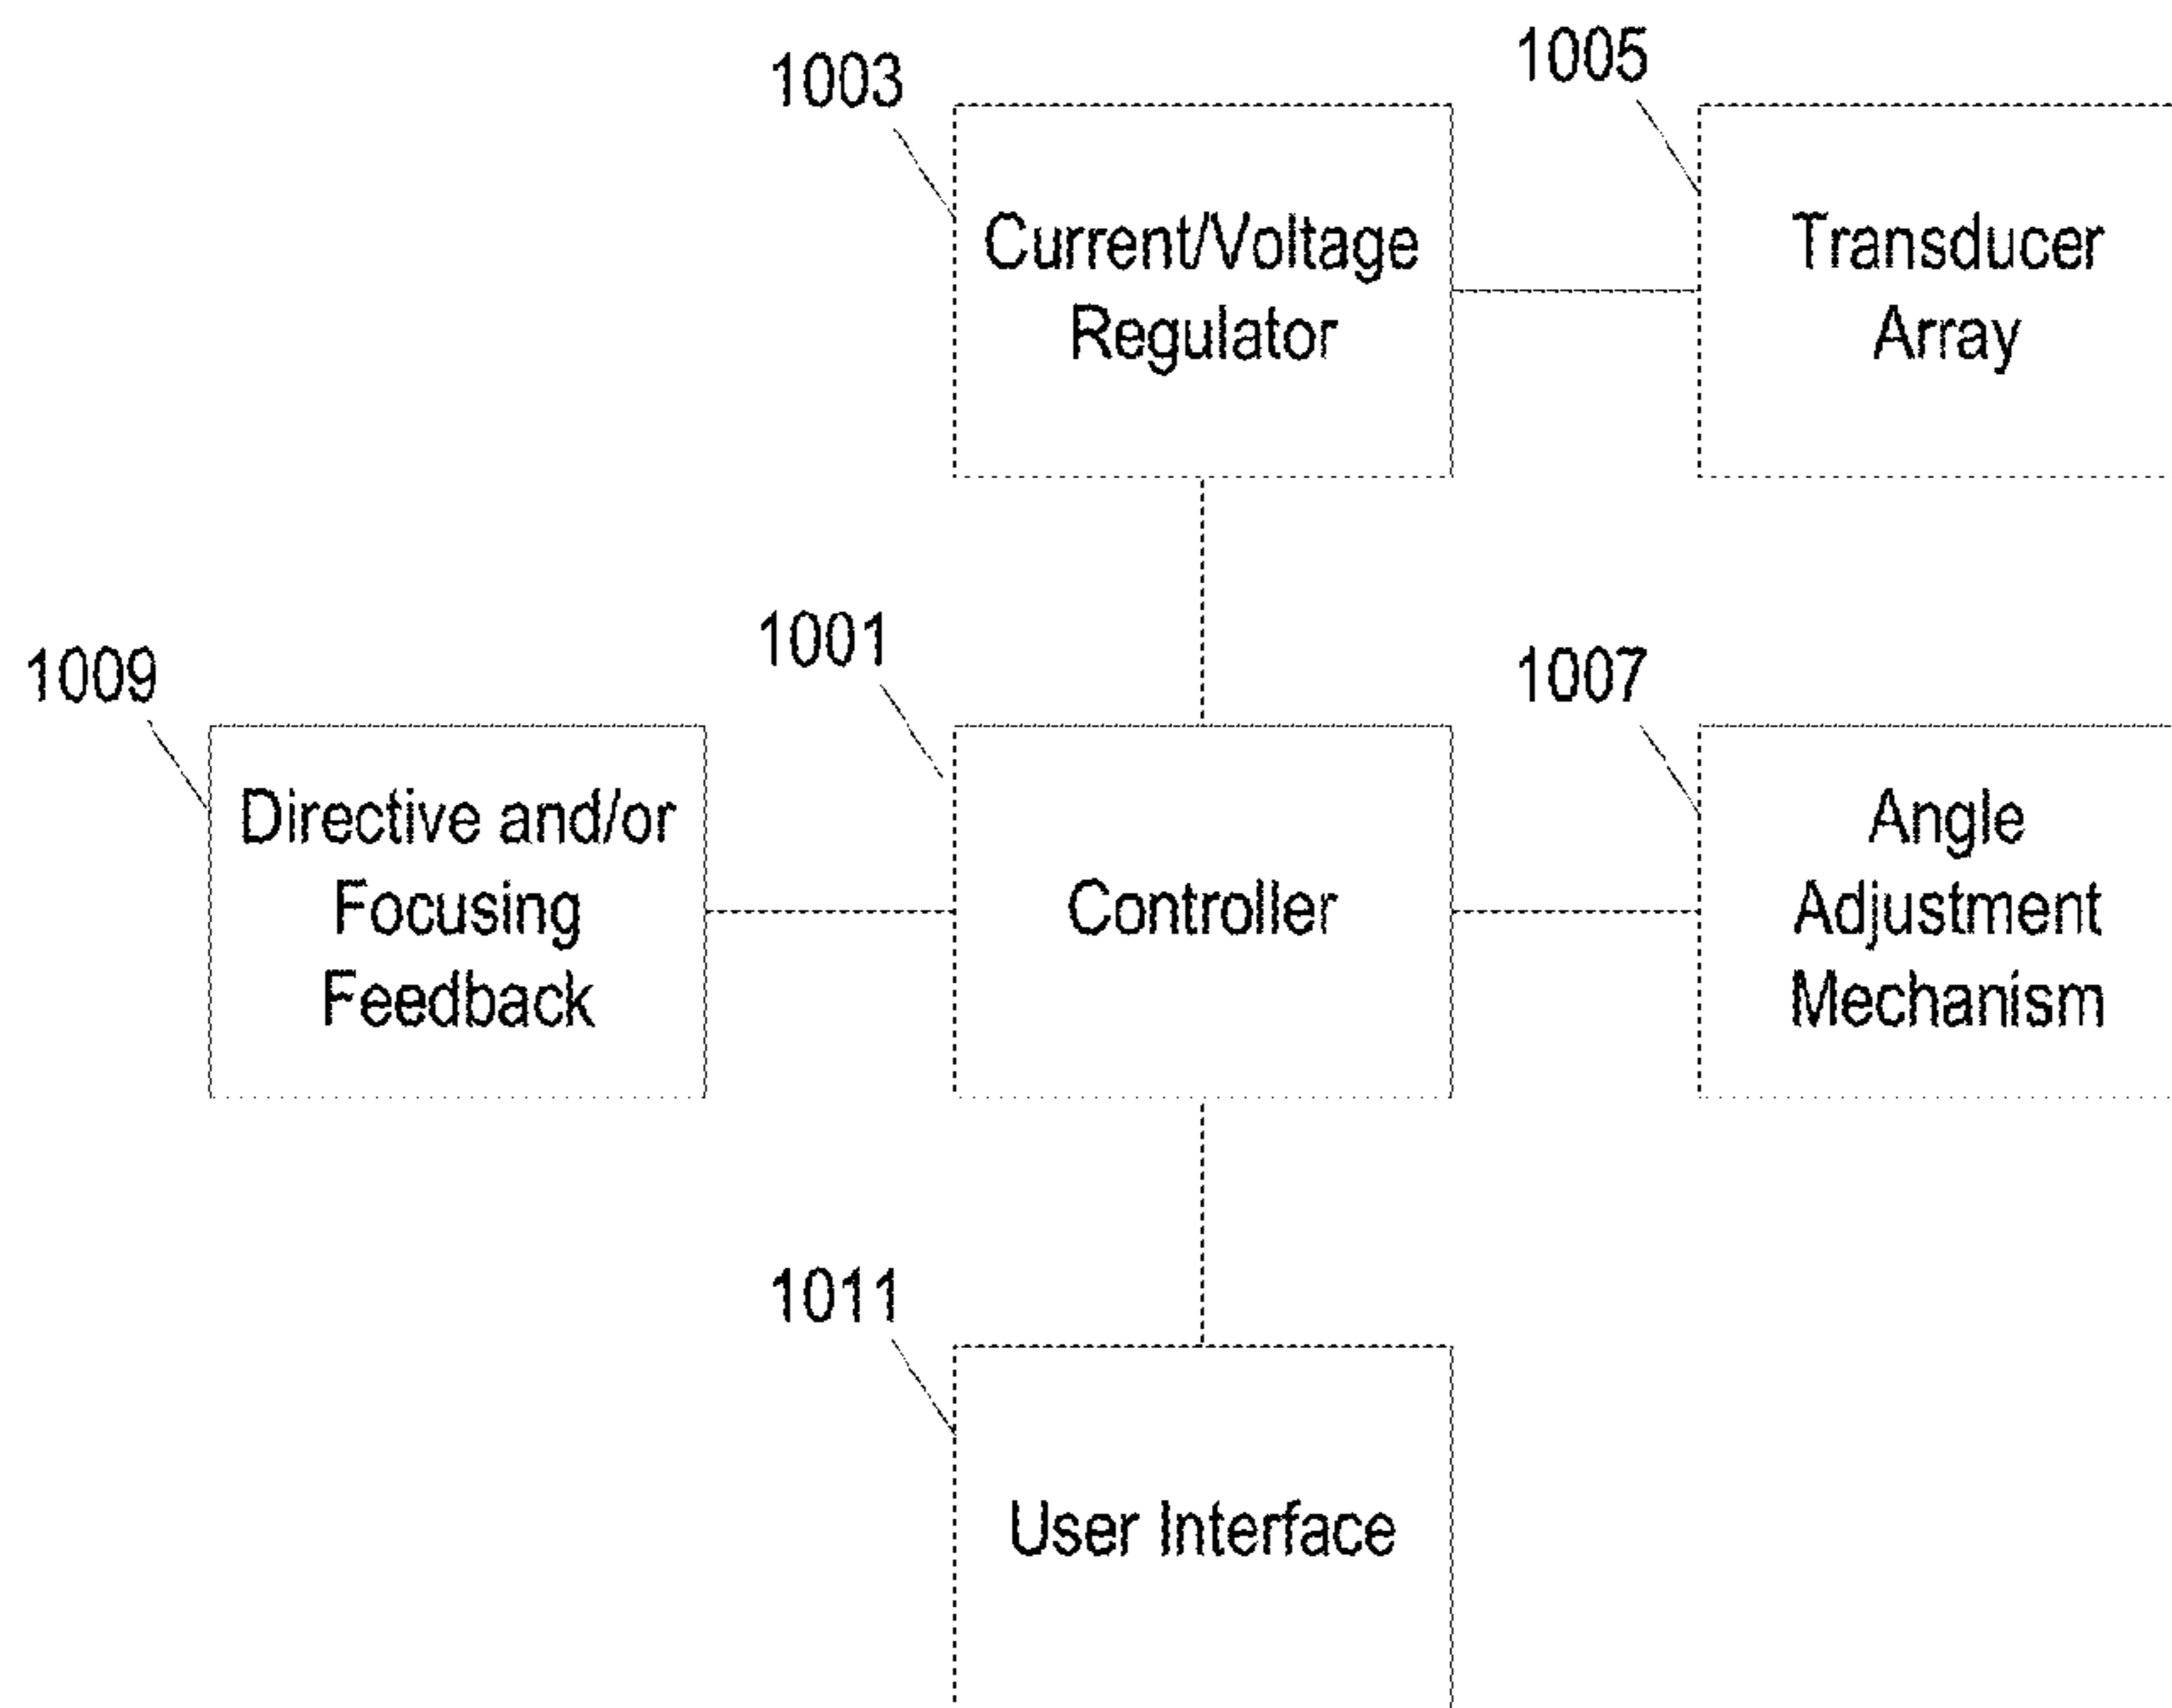 1003
1005
Current/Voltage
Regulator
Transducer
Array
1009
1001
1007
Directive and/or
Focusing
Feedback
Controller
Angle
Adjustment
Mechanism
1011
User Interface